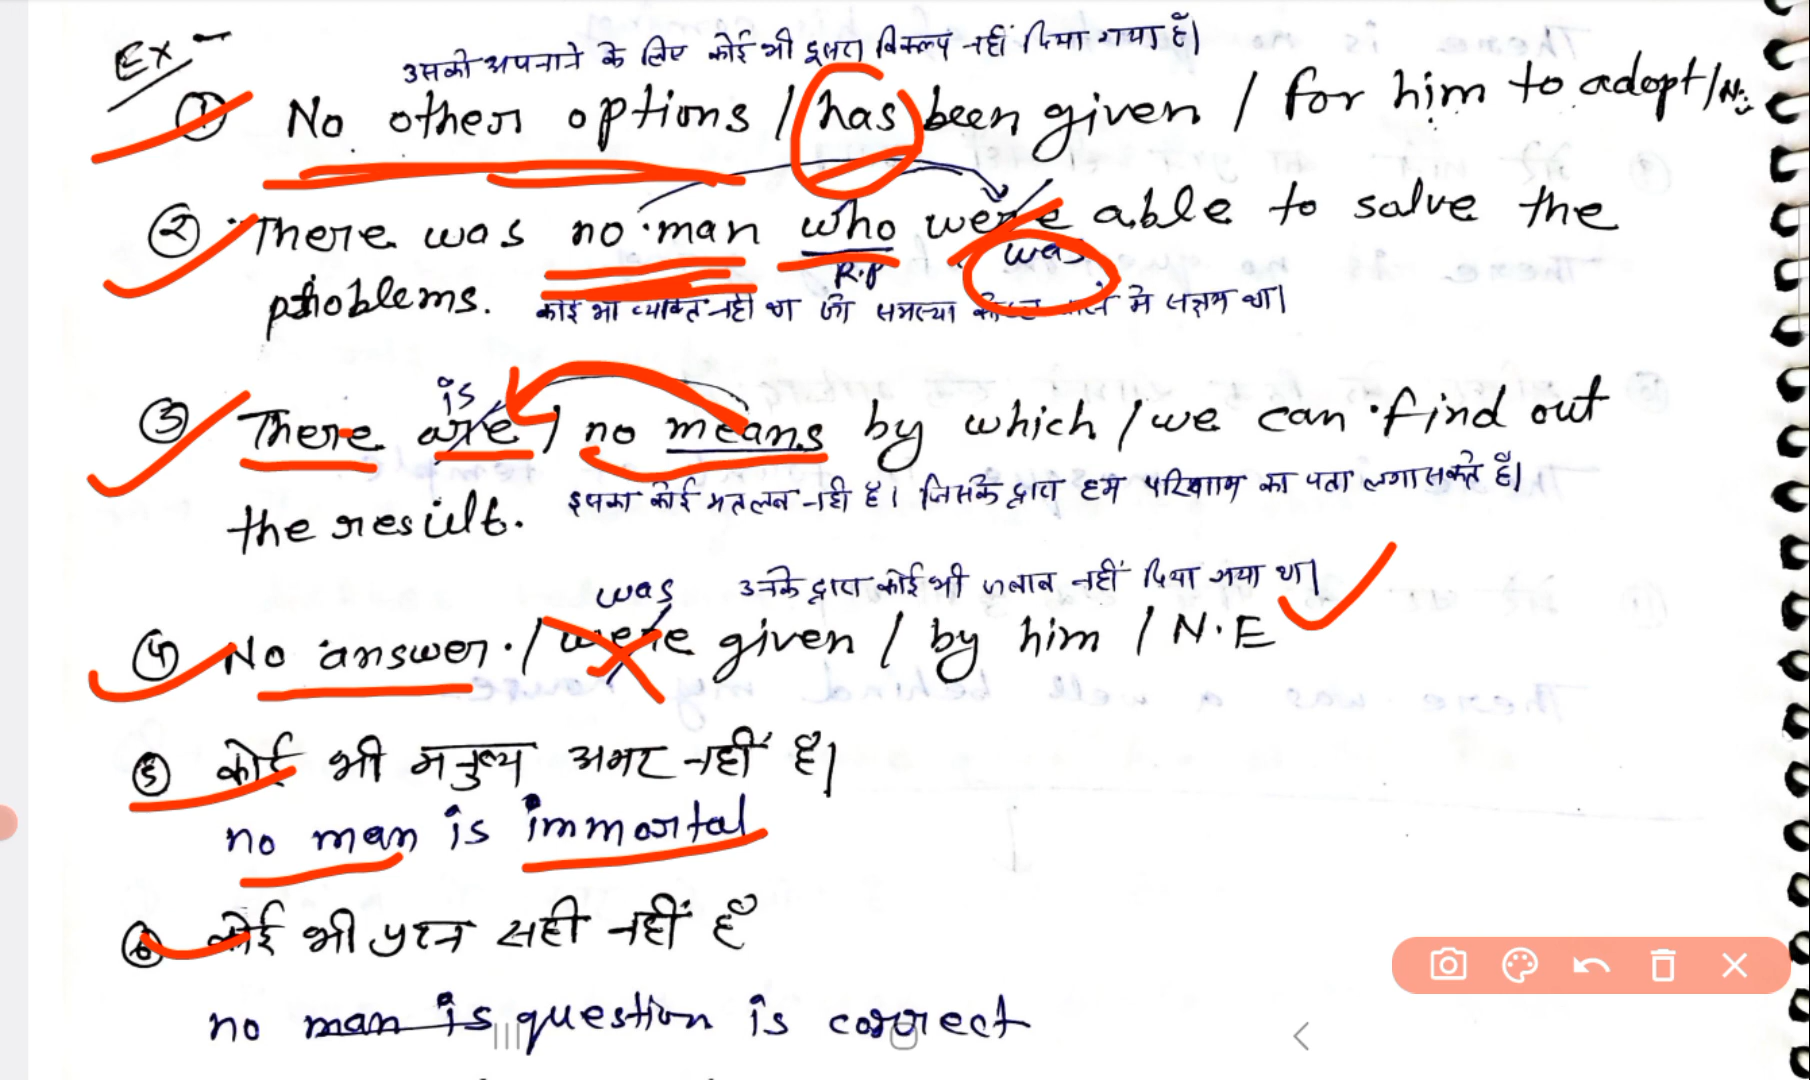 Ex -
उसको अपनाने के लिए कोई भी दूसरा विकल्प नहीं दिया गया है।
① No other options / has been given / for him to adopt / N.
② There was no man who were able to solve the
R.P was
problems. कोई भी व्यक्ति नहीं था जो समस्या में सक्षम था।
is
③ There are / no means by which / we can find out
the result. इसका कोई मतलब नहीं है। जिसके द्वारा हम परिणाम का पता लगा सकते है।
was उनके द्वारा कोई भी जबाब नहीं दिया गया था।
④ No answer. / were given / by him / N.E
⑤ कोई भी मनुष्य अमर नहीं है।
no man is immortal
⑥ कोई भी प्रश्न सही नहीं है
no man is question is correct